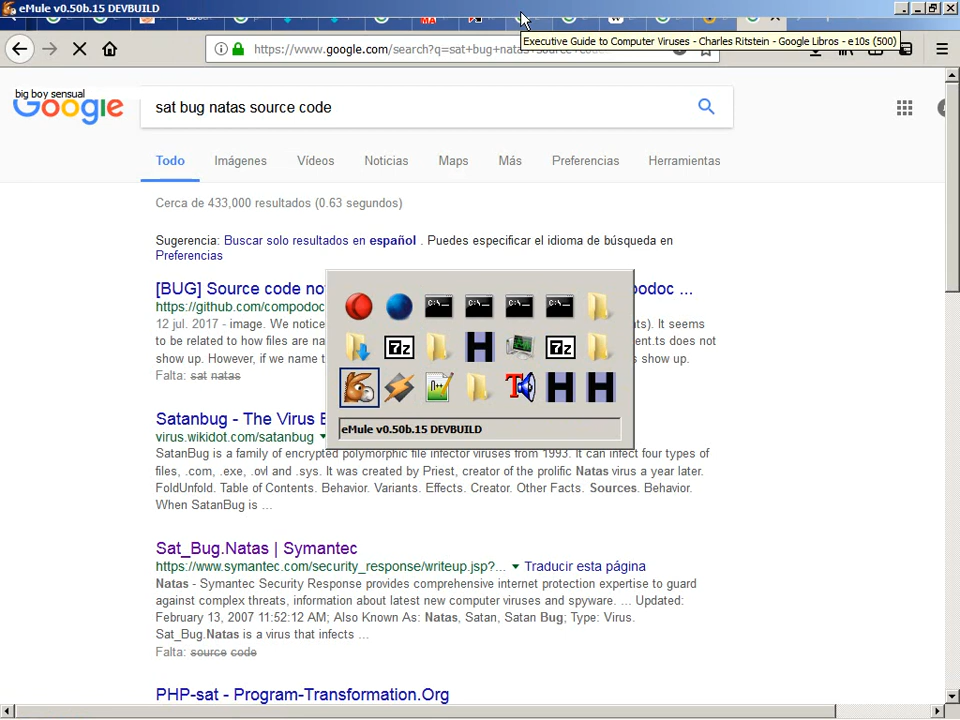 eMule v0.50b.15 DEVBUILD
https://www.google.com/search?q=sat+bug+natas+source+code
Executive Guide to Computer Viruses - Charles Ritstein - Google Libros - e10s (500)
big boy sensual
Google
sat bug natas source code
Todo Imágenes Vídeos Noticias Maps Más Preferencias Herramientas
Cerca de 433,000 resultados (0.63 segundos)
Sugerencia: Buscar solo resultados en español . Puedes especificar el idioma de búsqueda en
Preferencias
[BUG] Source code no podoc ...
https://github.com/compodoc
12 jul. 2017 - image. We notice nts). It seems
to be related to how files are na ent.ts does not
show up. However, if we name t show up.
Falta: sat natas
Satanbug - The Virus E
virus.wikidot.com/satanbug
SatanBug is a family of encrypted polymorphic file infector viruses from 1993. It can infect four types of
files, .com, .exe, .ovl and .sys. It was created by Priest, creator of the prolific Natas virus a year later.
FoldUnfold. Table of Contents. Behavior. Variants. Effects. Creator. Other Facts. Sources. Behavior.
When SatanBug is ...
C:\_ C:\_ C:\_ C:\_
7z H 7z
T H H
eMule v0.50b.15 DEVBUILD
Sat_Bug.Natas | Symantec
https://www.symantec.com/security_response/writeup.jsp?... Traducir esta página
Natas - Symantec Security Response provides comprehensive internet protection expertise to guard
against complex threats, information about latest new computer viruses and spyware. ... Updated:
February 13, 2007 11:52:12 AM; Also Known As: Natas, Satan, Satan Bug; Type: Virus.
Sat_Bug.Natas is a virus that infects ...
Falta: source code
PHP-sat - Program-Transformation.Org